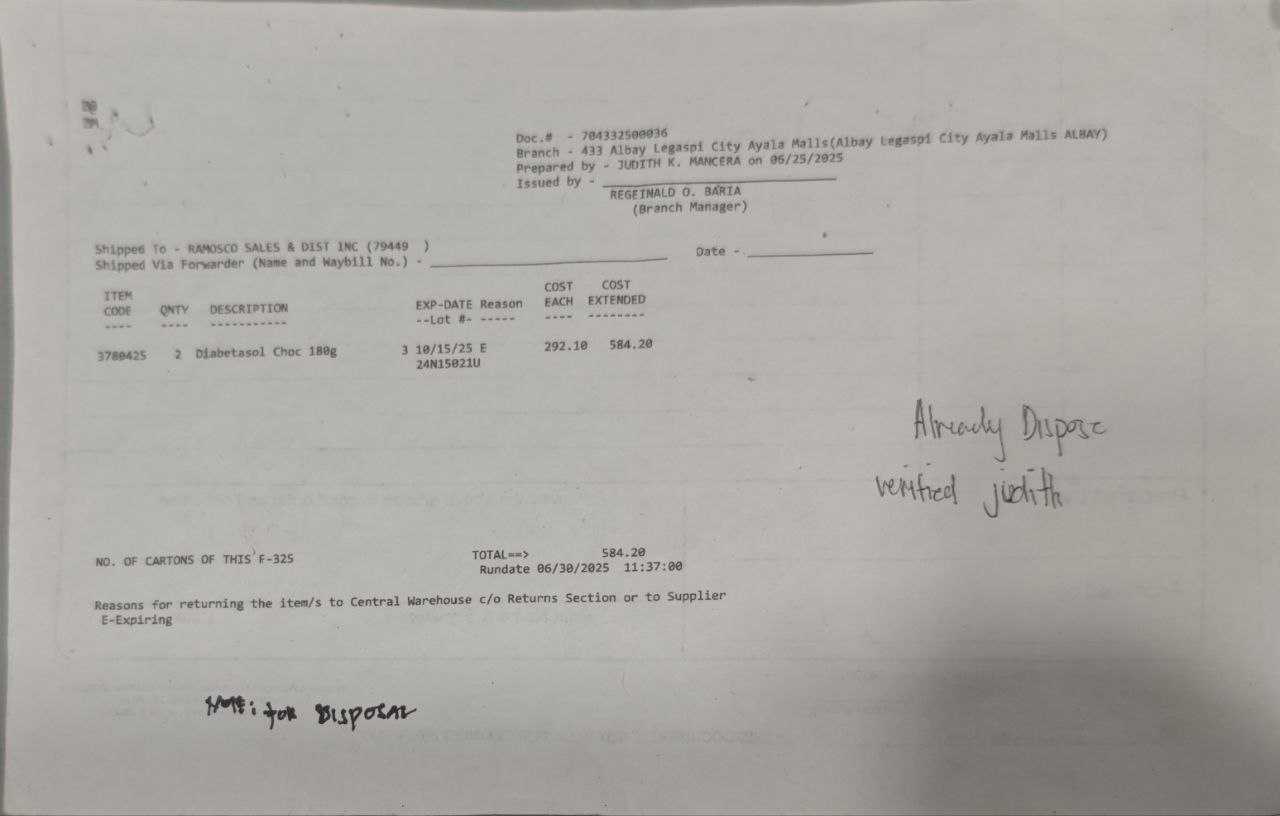 Doc.# - 704332500036
Branch - 433 Albay Legaspi City Ayala Malls(Albay Legaspi City Ayala Malls ALBAY)
Prepared by - JUDITH K. MANCERA on 06/25/2025
Issued by -
REGEINALD O. BARIA
(Branch Manager)
Shipped To - RAMOSCO SALES & DIST INC (79449 )
Date -
Shipped Via Forwarder (Name and Waybill No.) -
ITEM COST COST
CODE QNTY DESCRIPTION EXP-DATE Reason EACH EXTENDED
---- ---- ----------- --Lot #- ----- ---- --------
3780425 2 Diabetasol Choc 180g 3 10/15/25 E 292.10 584.20
24N15021U
Already Dispose
verified judith
NO. OF CARTONS OF THIS F-325 TOTAL==> 584.20
Rundate 06/30/2025 11:37:00
Reasons for returning the item/s to Central Warehouse c/o Returns Section or to Supplier
E-Expiring
Note: for DISPOSAL